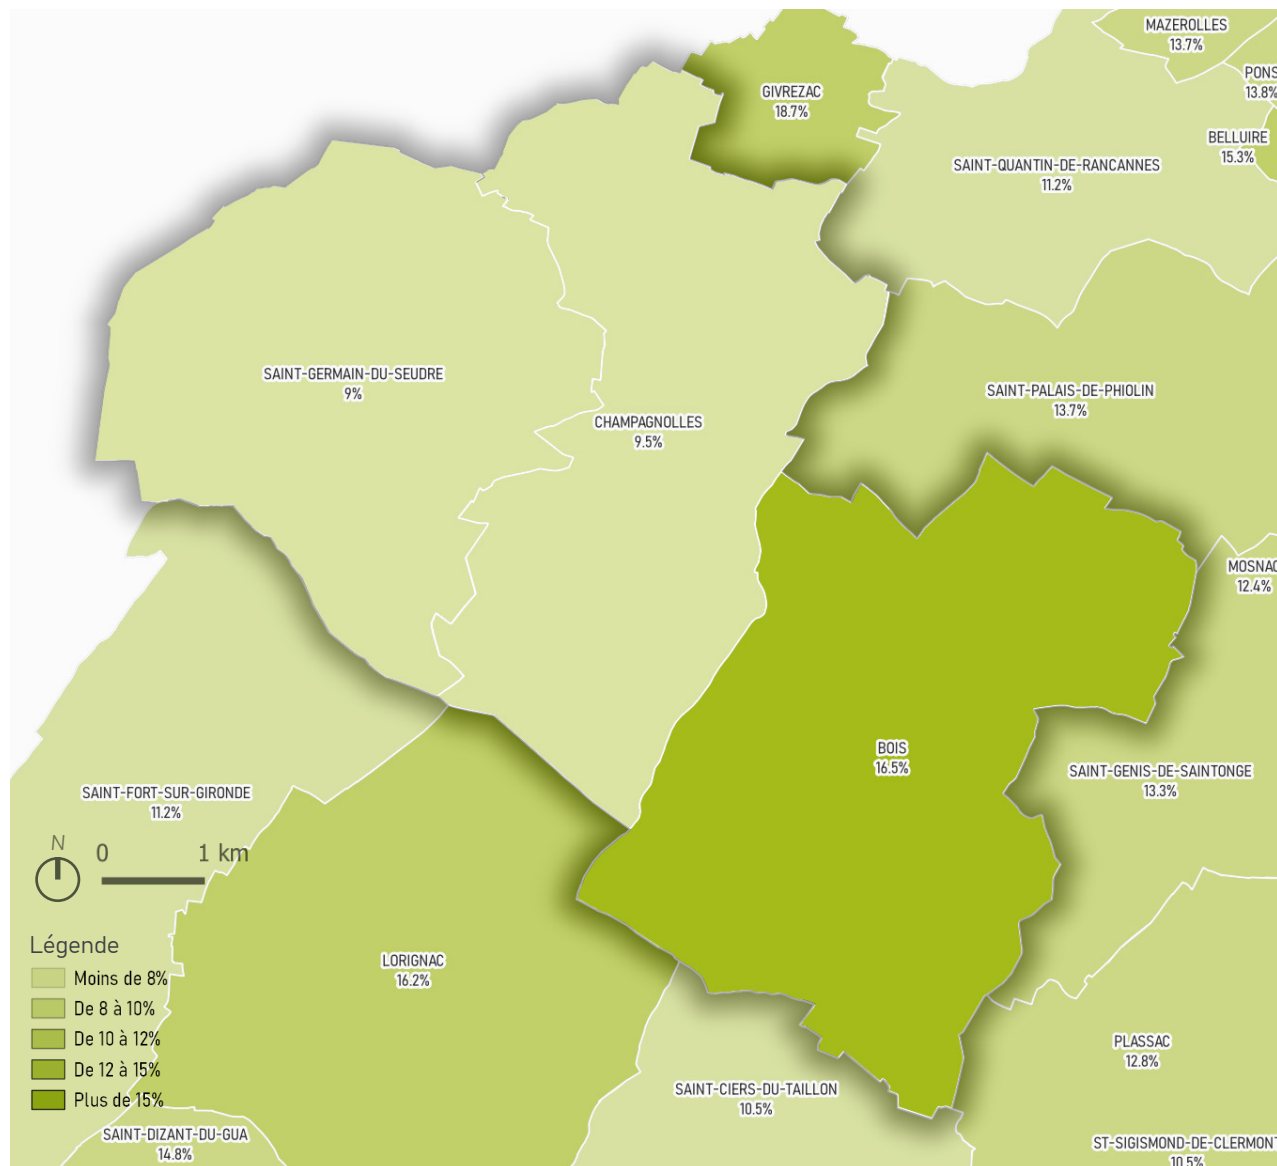 MAZEROLLES
13.7%
PONS
13.8%
GIVREZAC
18.7%
BELLUIRE
15.3%
SAINT-QUANTIN-DE-RANCANNES
11.2%
SAINT-GERMAIN-DU-SEUDRE
9%
SAINT-PALAIS-DE-PHIOLIN
13.7%
CHAMPAGNOLLES
9.5%
MOSNAC
12.4%
BOIS
16.5%
SAINT-GENIS-DE-SAINTONGE
13.3%
SAINT-FORT-SUR-GIRONDE
11.2%
N
0 1 km
LORIGNAC
16.2%
Légende
Moins de 8%
De 8 à 10%
De 10 à 12%
De 12 à 15%
Plus de 15%
PLASSAC
12.8%
SAINT-CIERS-DU-TAILLON
10.5%
SAINT-DIZANT-DU-GUA
14.8%
ST-SIGISMOND-DE-CLERMONT
10.5%